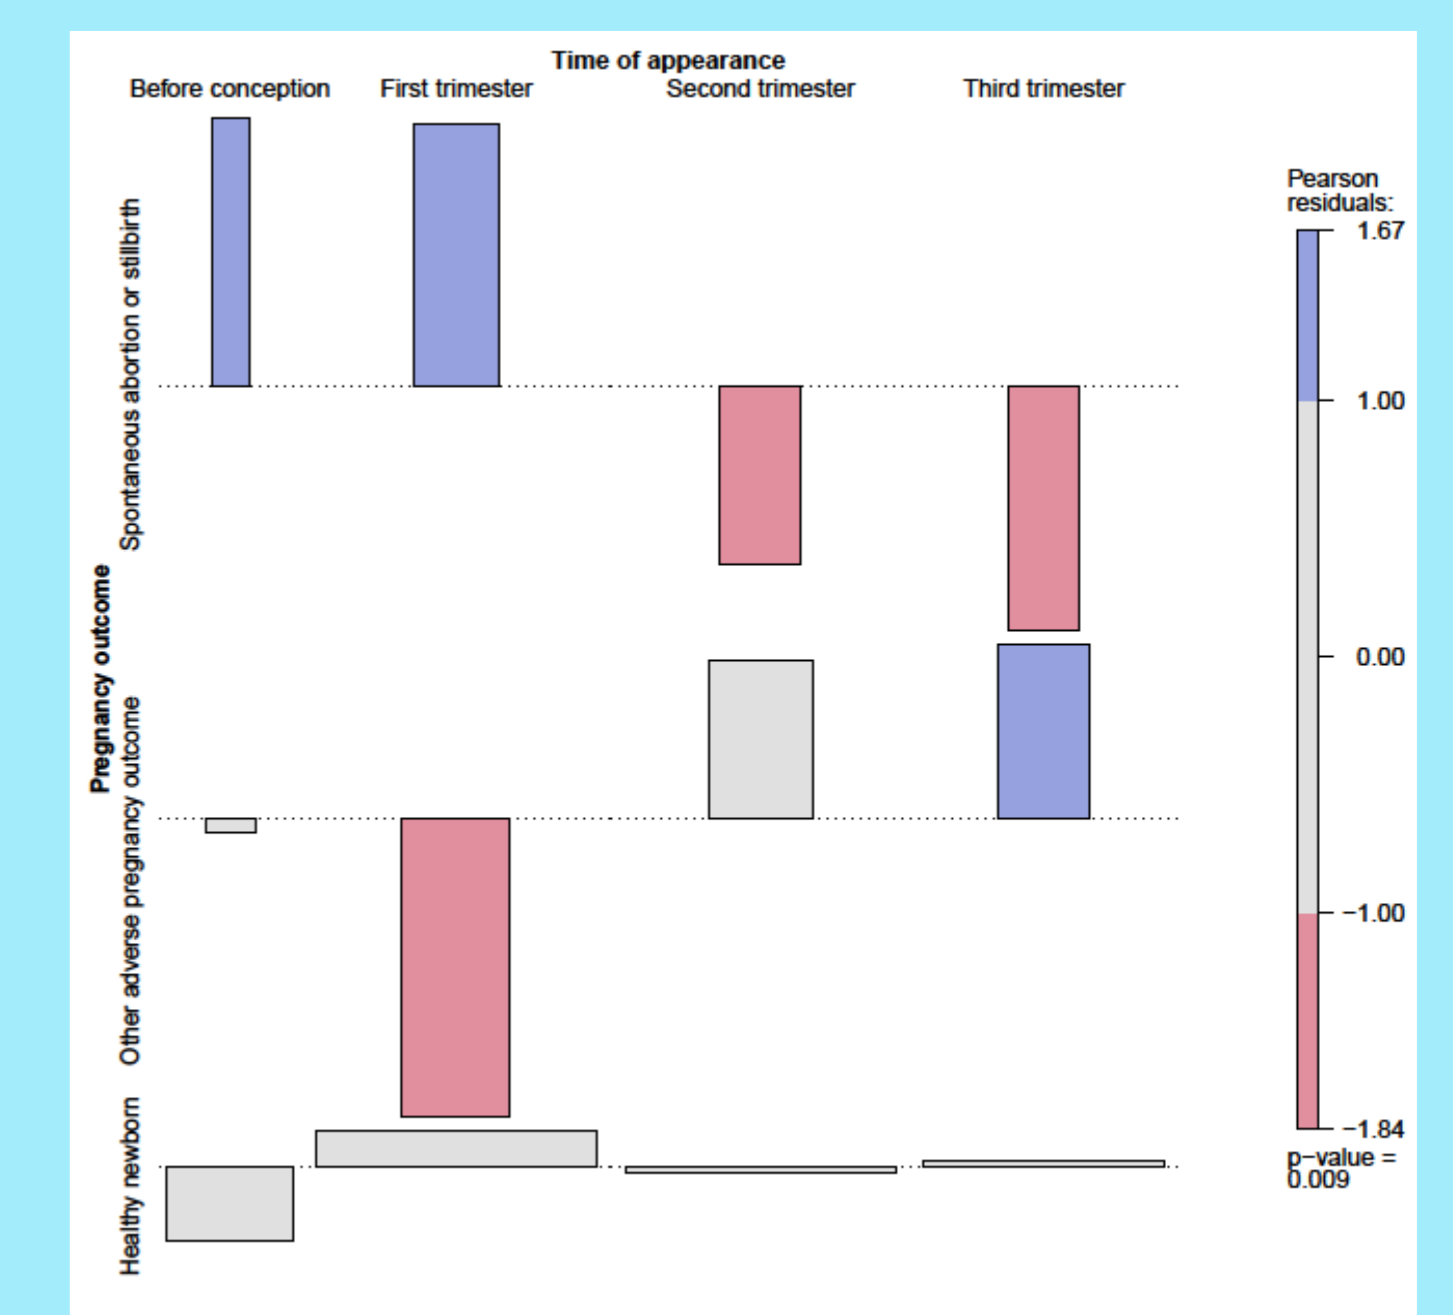 Time of appearance
Before conception First trimester Second trimester Third trimester
Pregnancy outcome
Spontaneous abortion or stillbirth
Other adverse pregnancy outcome
Healthy newborn
Pearson
residuals:
1.67
1.00
0.00
−1.00
−1.84
p−value =
0.009